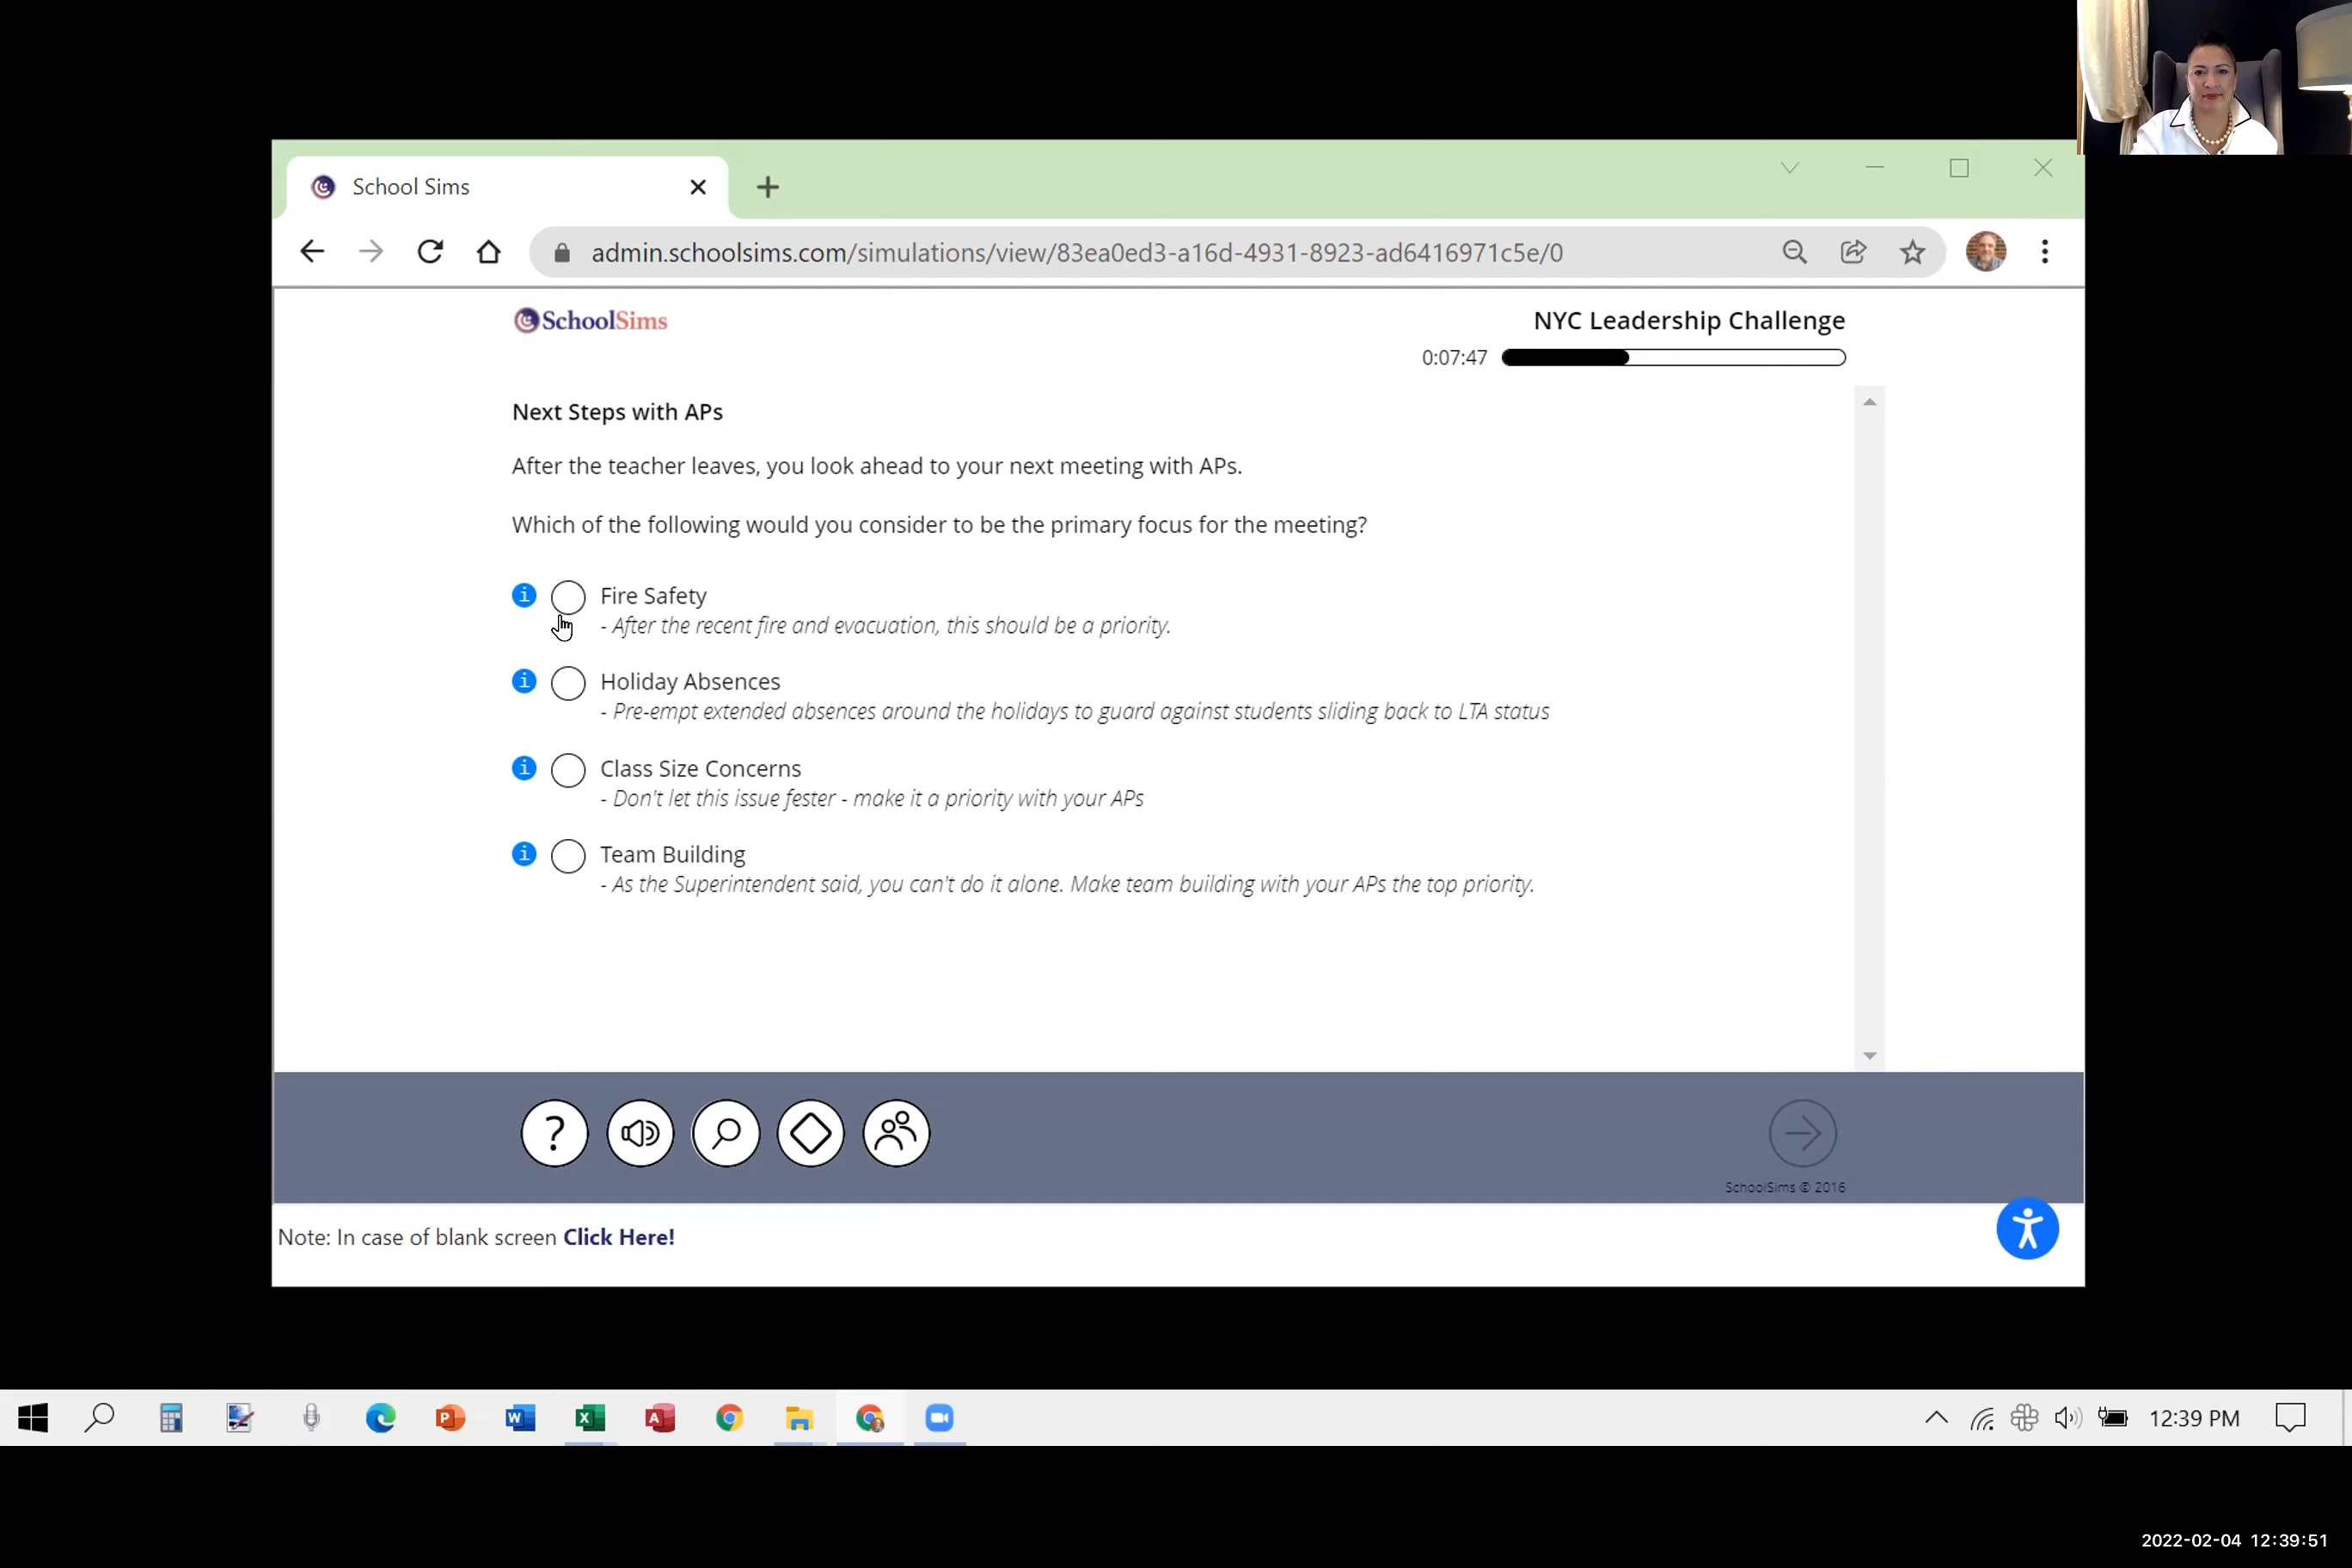 School Sims
admin.schoolsims.com/simulations/view/83ea0ed3-a16d-4931-8923-ad6416971c5e/0
SchoolSims
NYC Leadership Challenge
0:07:47
Next Steps with APs
After the teacher leaves, you look ahead to your next meeting with APs.
Which of the following would you consider to be the primary focus for the meeting?
i Fire Safety
- After the recent fire and evacuation, this should be a priority.
i Holiday Absences
- Pre-empt extended absences around the holidays to guard against students sliding back to LTA status
i Class Size Concerns
- Don't let this issue fester - make it a priority with your APs
i Team Building
- As the Superintendent said, you can't do it alone. Make team building with your APs the top priority.
?
SchoolSims © 2016
Note: In case of blank screen Click Here!
P W X A 12:39 PM
2022-02-04 12:39:51